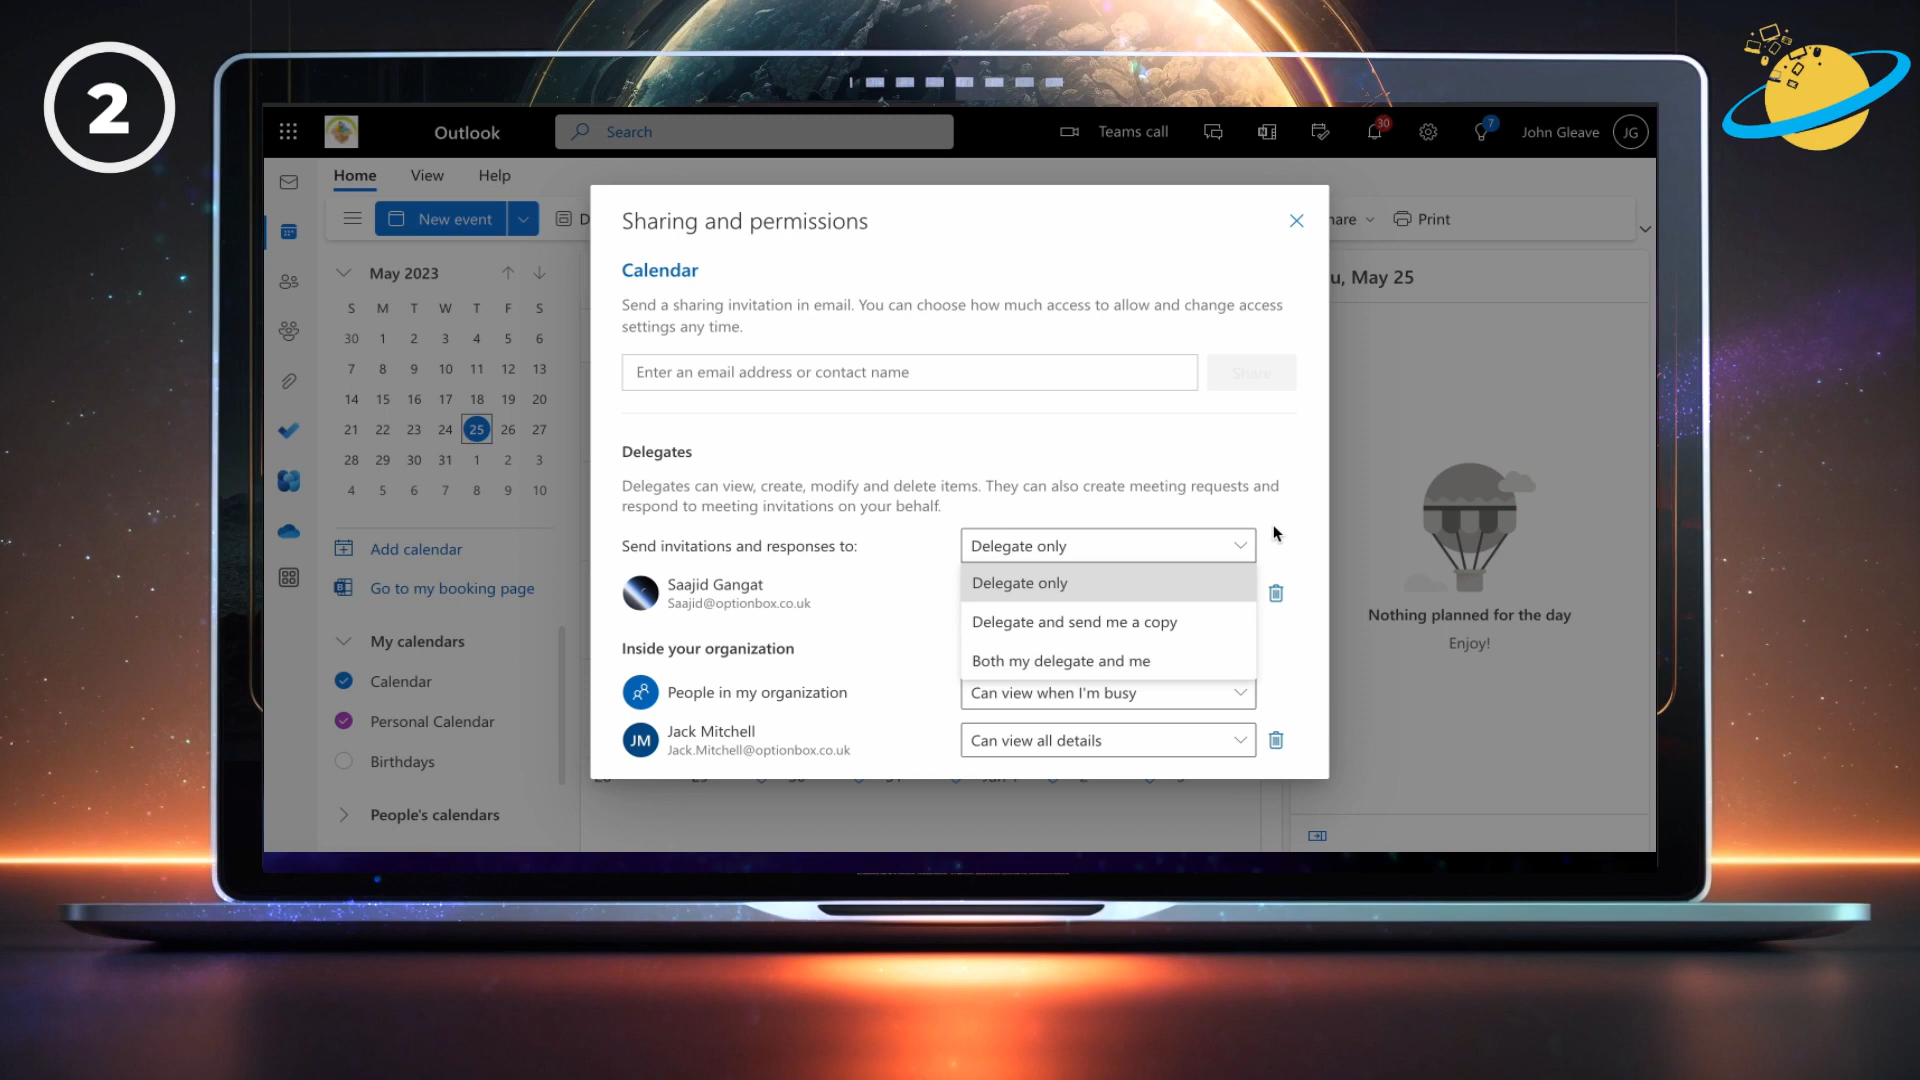 2
Outlook
Search
Teams call
30
7
John Gleave
JG
Home
View
Help
New event
D
hare
Print
May 2023
S M T W T F S
30 1 2 3 4 5 6
7 8 9 10 11 12 13
14 15 16 17 18 19 20
21 22 23 24 25 26 27
28 29 30 31 1 2 3
4 5 6 7 8 9 10
Add calendar
Go to my booking page
My calendars
Calendar
Personal Calendar
Birthdays
People's calendars
Sharing and permissions
Calendar
Send a sharing invitation in email. You can choose how much access to allow and change access
settings any time.
Enter an email address or contact name
Share
Delegates
Delegates can view, create, modify and delete items. They can also create meeting requests and
respond to meeting invitations on your behalf.
Send invitations and responses to:
Delegate only
Delegate only
Delegate and send me a copy
Both my delegate and me
Saajid Gangat
Saajid@optionbox.co.uk
Inside your organization
People in my organization
Can view when I'm busy
JM
Jack Mitchell
Jack.Mitchell@optionbox.co.uk
Can view all details
u, May 25
Nothing planned for the day
Enjoy!